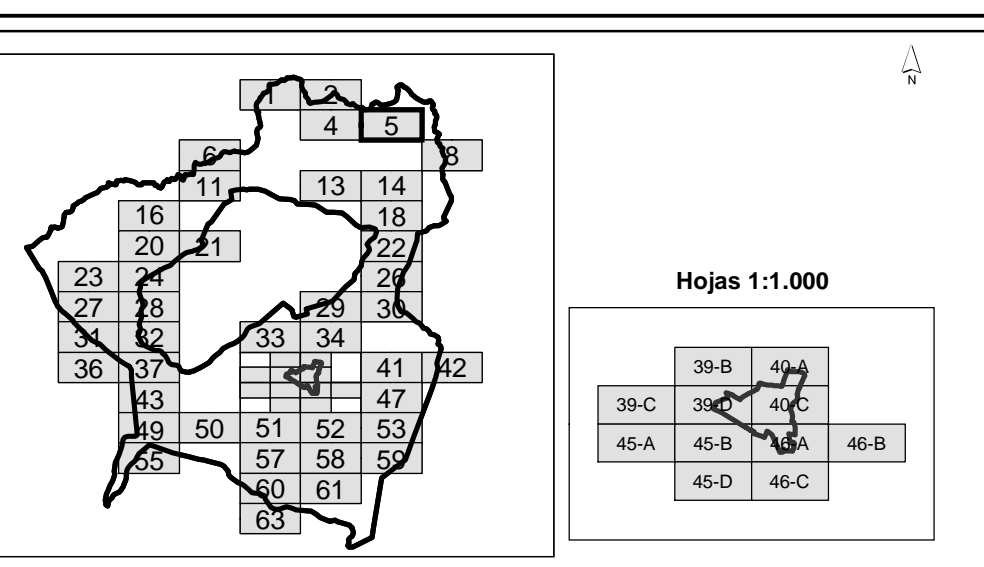 N
1 2
4 5
6 8
11 13 14
16 18
20 21 22
23 24 26
27 28 29 30
31 32 33 34
36 37 41 42
43 47
49 50 51 52 53
55 57 58 59
60 61
63
Hojas 1:1.000
39-B 40-A
39-C 39-D 40-C
45-A 45-B 46-A 46-B
45-D 46-C